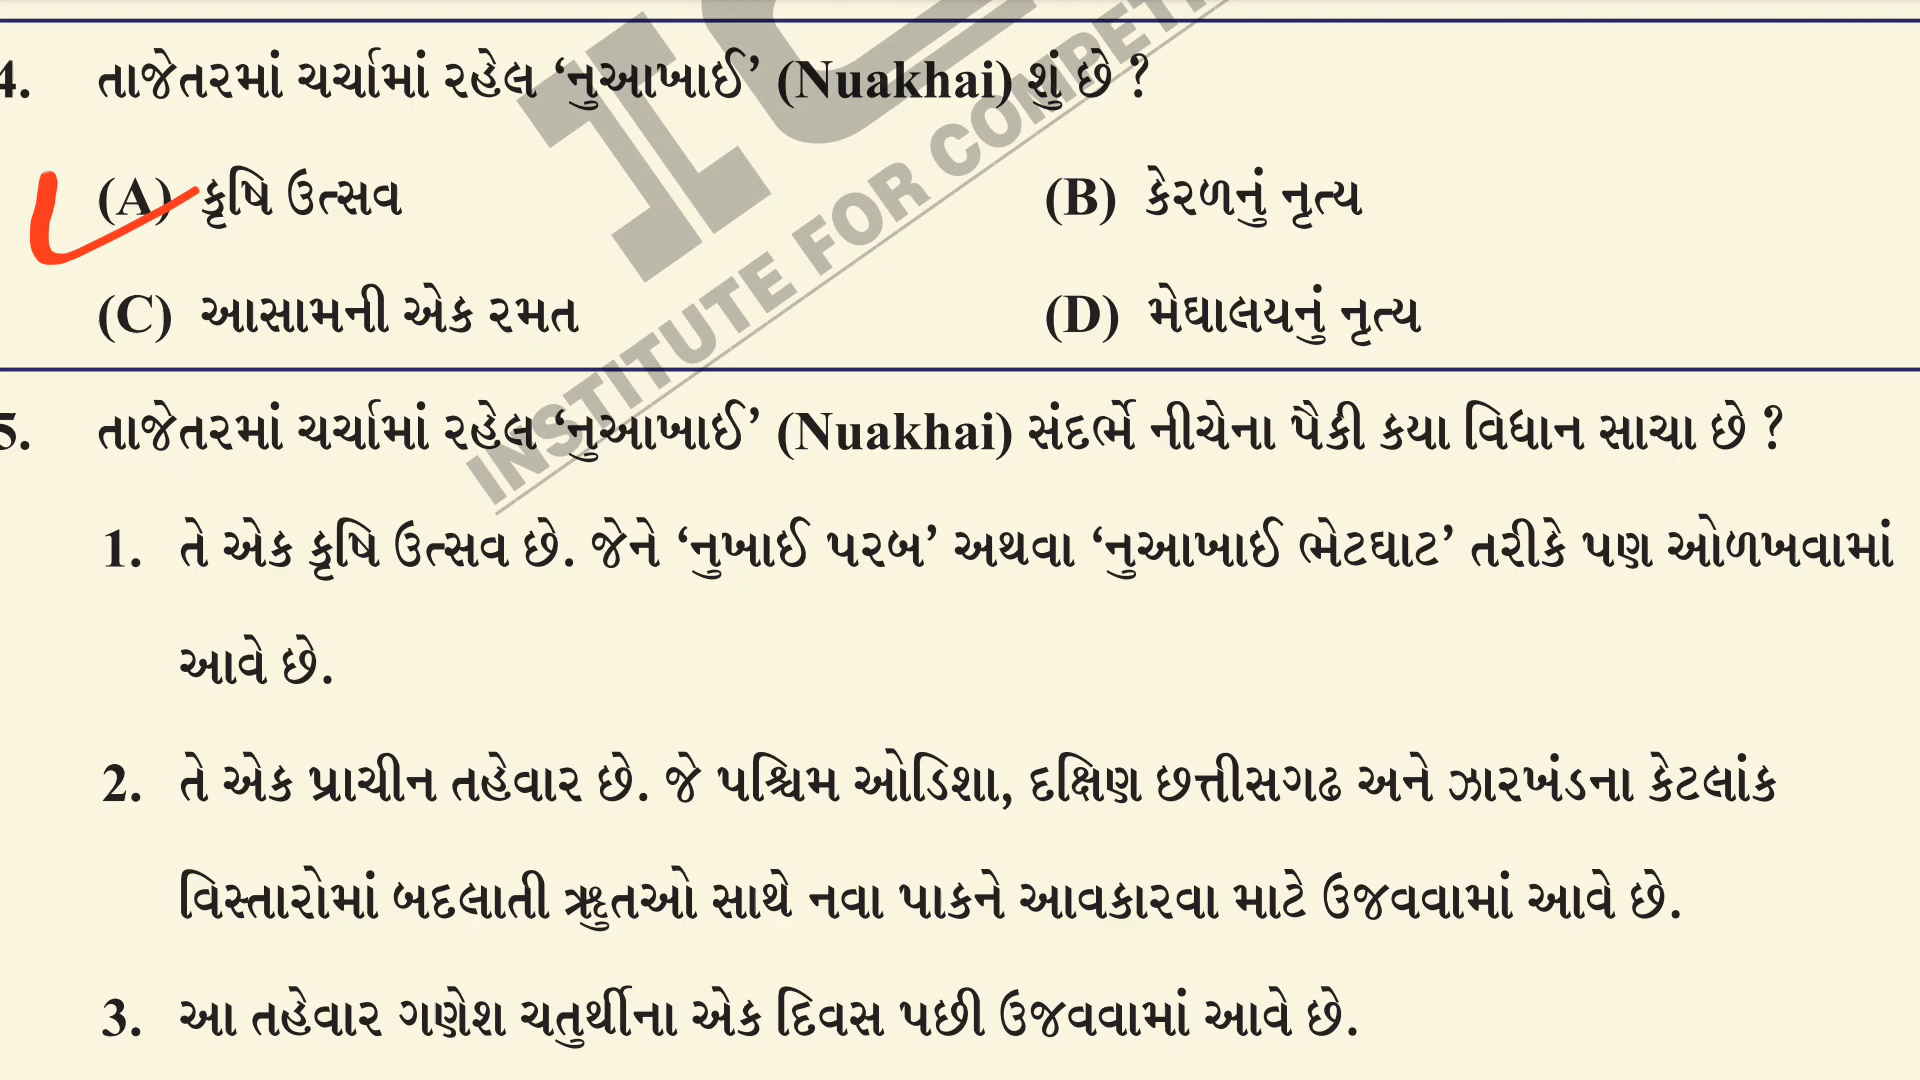 4. તાજેતરમાં ચર્ચામાં રહેલ ‘નુઆખાઈ’ (Nuakhai) શું છે ?
(A) કૃષિ ઉત્સવ (B) કેરળનું નૃત્ય
(C) આસામની એક રમત (D) મેઘાલયનું નૃત્ય
5. તાજેતરમાં ચર્ચામાં રહેલ ‘નુઆખાઈ’ (Nuakhai) સંદર્ભે નીચેના પૈકી કયા વિધાન સાચા છે ?
1. તે એક કૃષિ ઉત્સવ છે. જેને ‘નુખાઈ પરબ’ અથવા ‘નુઆખાઈ ભેટઘાટ’ તરીકે પણ ઓળખવામાં
આવે છે.
2. તે એક પ્રાચીન તહેવાર છે. જે પશ્ચિમ ઓડિશા, દક્ષિણ છત્તીસગઢ અને ઝારખંડના કેટલાંક
વિસ્તારોમાં બદલાતી ઋુતઓ સાથે નવા પાકને આવકારવા માટે ઉજવવામાં આવે છે.
3. આ તહેવાર ગણેશ ચતુર્થીના એક દિવસ પછી ઉજવવામાં આવે છે.
INSTITUTE FOR COMPETI